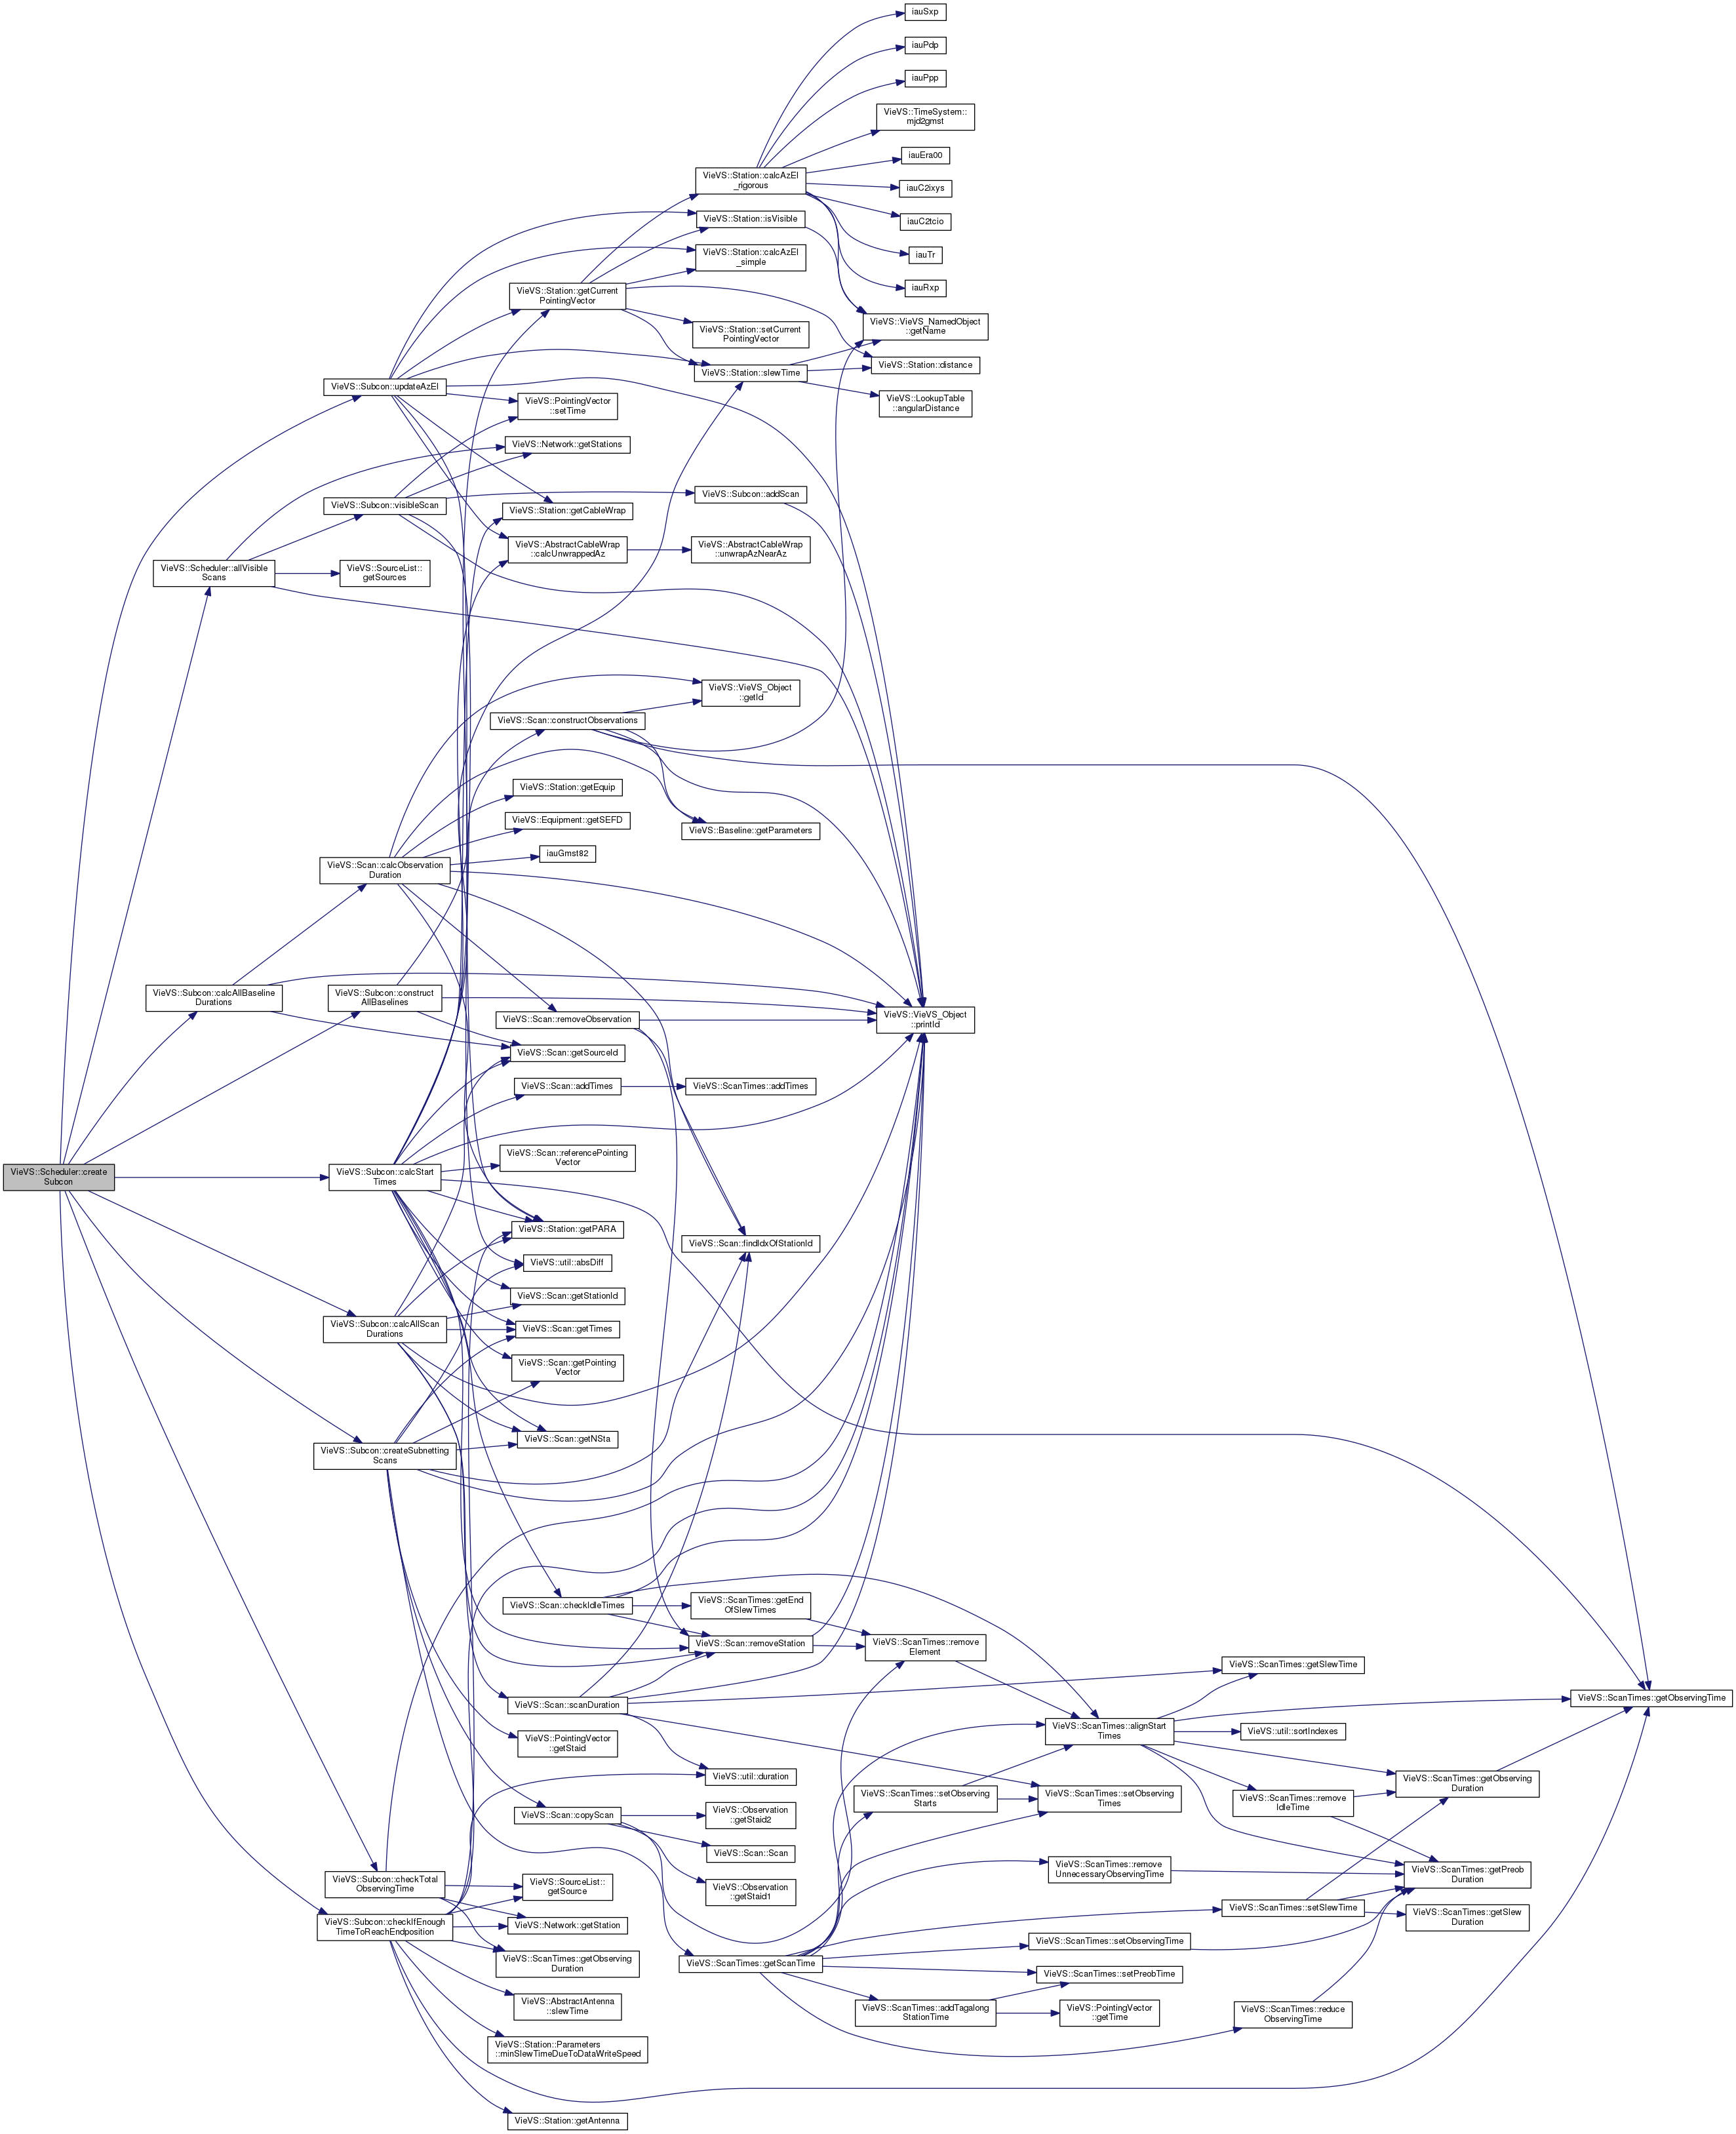 iauSxp
iauPdp
iauPpp
VieVS::TimeSystem::
mjd2gmst
iauEra00
VieVS::Station::calcAzEl
_rigorous
iauC2ixys
VieVS::Station::isVisible
iauC2tcio
VieVS::Station::calcAzEl
_simple
iauTr
iauRxp
VieVS::Station::getCurrent
PointingVector
VieVS::VieVS_NamedObject
::getName
VieVS::Station::setCurrent
PointingVector
VieVS::Station::distance
VieVS::Station::slewTime
VieVS::Subcon::updateAzEl
VieVS::PointingVector
::setTime
VieVS::LookupTable
::angularDistance
VieVS::Network::getStations
VieVS::Subcon::addScan
VieVS::Subcon::visibleScan
VieVS::Station::getCableWrap
VieVS::AbstractCableWrap
::calcUnwrappedAz
VieVS::AbstractCableWrap
::unwrapAzNearAz
VieVS::Scheduler::allVisible
Scans
VieVS::SourceList::
getSources
VieVS::VieVS_Object
::getId
VieVS::Scan::constructObservations
VieVS::Station::getEquip
VieVS::Equipment::getSEFD
VieVS::Baseline::getParameters
iauGmst82
VieVS::Scan::calcObservation
Duration
VieVS::Subcon::calcAllBaseline
Durations
VieVS::Subcon::construct
AllBaselines
VieVS::Scan::removeObservation
VieVS::VieVS_Object
::printId
VieVS::Scan::getSourceId
VieVS::Scan::addTimes
VieVS::ScanTimes::addTimes
VieVS::Scan::referencePointing
Vector
VieVS::Scheduler::create
Subcon
VieVS::Subcon::calcStart
Times
VieVS::Station::getPARA
VieVS::Scan::findIdxOfStationId
VieVS::util::absDiff
VieVS::Scan::getStationId
VieVS::Subcon::calcAllScan
Durations
VieVS::Scan::getTimes
VieVS::Scan::getPointing
Vector
VieVS::Scan::getNSta
VieVS::Subcon::createSubnetting
Scans
VieVS::Scan::checkIdleTimes
VieVS::ScanTimes::getEnd
OfSlewTimes
VieVS::Scan::removeStation
VieVS::ScanTimes::remove
Element
VieVS::ScanTimes::getSlewTime
VieVS::ScanTimes::getObservingTime
VieVS::Scan::scanDuration
VieVS::ScanTimes::alignStart
Times
VieVS::util::sortIndexes
VieVS::PointingVector
::getStaid
VieVS::util::duration
VieVS::ScanTimes::getObserving
Duration
VieVS::ScanTimes::setObserving
Starts
VieVS::ScanTimes::setObserving
Times
VieVS::ScanTimes::remove
IdleTime
VieVS::Scan::copyScan
VieVS::Observation
::getStaid2
VieVS::Scan::Scan
VieVS::ScanTimes::remove
UnnecessaryObservingTime
VieVS::ScanTimes::getPreob
Duration
VieVS::Subcon::checkTotal
ObservingTime
VieVS::SourceList::
getSource
VieVS::Observation
::getStaid1
VieVS::ScanTimes::setSlewTime
VieVS::ScanTimes::getSlew
Duration
VieVS::Subcon::checkIfEnough
TimeToReachEndposition
VieVS::Network::getStation
VieVS::ScanTimes::setObservingTime
VieVS::ScanTimes::getObserving
Duration
VieVS::ScanTimes::getScanTime
VieVS::ScanTimes::setPreobTime
VieVS::AbstractAntenna
::slewTime
VieVS::ScanTimes::addTagalong
StationTime
VieVS::PointingVector
::getTime
VieVS::ScanTimes::reduce
ObservingTime
VieVS::Station::Parameters
::minSlewTimeDueToDataWriteSpeed
VieVS::Station::getAntenna